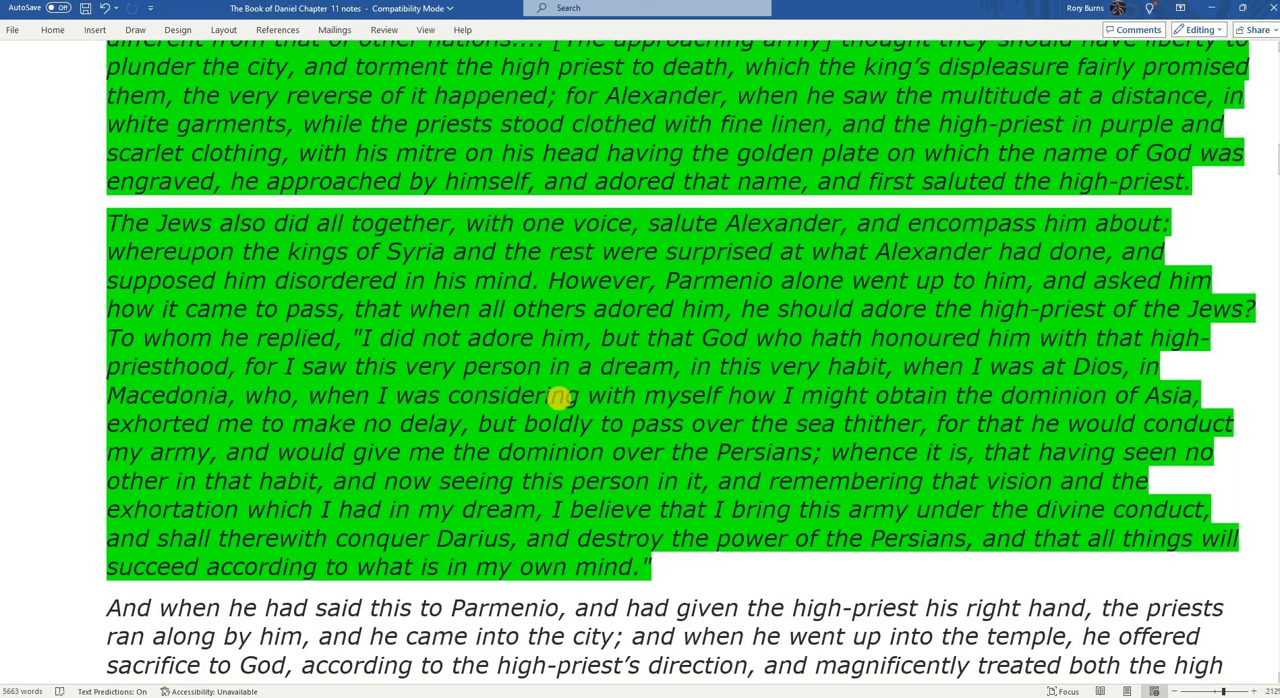 AutoSave Off The Book of Daniel Chapter 11 notes - Compatibility Mode Search Rory Burns
File Home Insert Draw Design Layout References Mailings Review View Help Comments Editing Share
different from that of other nations.... [The approaching army] thought they should have liberty to
plunder the city, and torment the high priest to death, which the king's displeasure fairly promised
them, the very reverse of it happened; for Alexander, when he saw the multitude at a distance, in
white garments, while the priests stood clothed with fine linen, and the high-priest in purple and
scarlet clothing, with his mitre on his head having the golden plate on which the name of God was
engraved, he approached by himself, and adored that name, and first saluted the high-priest.
The Jews also did all together, with one voice, salute Alexander, and encompass him about:
whereupon the kings of Syria and the rest were surprised at what Alexander had done, and
supposed him disordered in his mind. However, Parmenio alone went up to him, and asked him
how it came to pass, that when all others adored him, he should adore the high-priest of the Jews?
To whom he replied, "I did not adore him, but that God who hath honoured him with that high-
priesthood, for I saw this very person in a dream, in this very habit, when I was at Dios, in
Macedonia, who, when I was considering with myself how I might obtain the dominion of Asia,
exhorted me to make no delay, but boldly to pass over the sea thither, for that he would conduct
my army, and would give me the dominion over the Persians; whence it is, that having seen no
other in that habit, and now seeing this person in it, and remembering that vision and the
exhortation which I had in my dream, I believe that I bring this army under the divine conduct,
and shall therewith conquer Darius, and destroy the power of the Persians, and that all things will
succeed according to what is in my own mind."
And when he had said this to Parmenio, and had given the high-priest his right hand, the priests
ran along by him, and he came into the city; and when he went up into the temple, he offered
sacrifice to God, according to the high-priest's direction, and magnificently treated both the high
5663 words Text Predictions: On Accessibility: Unavailable Focus